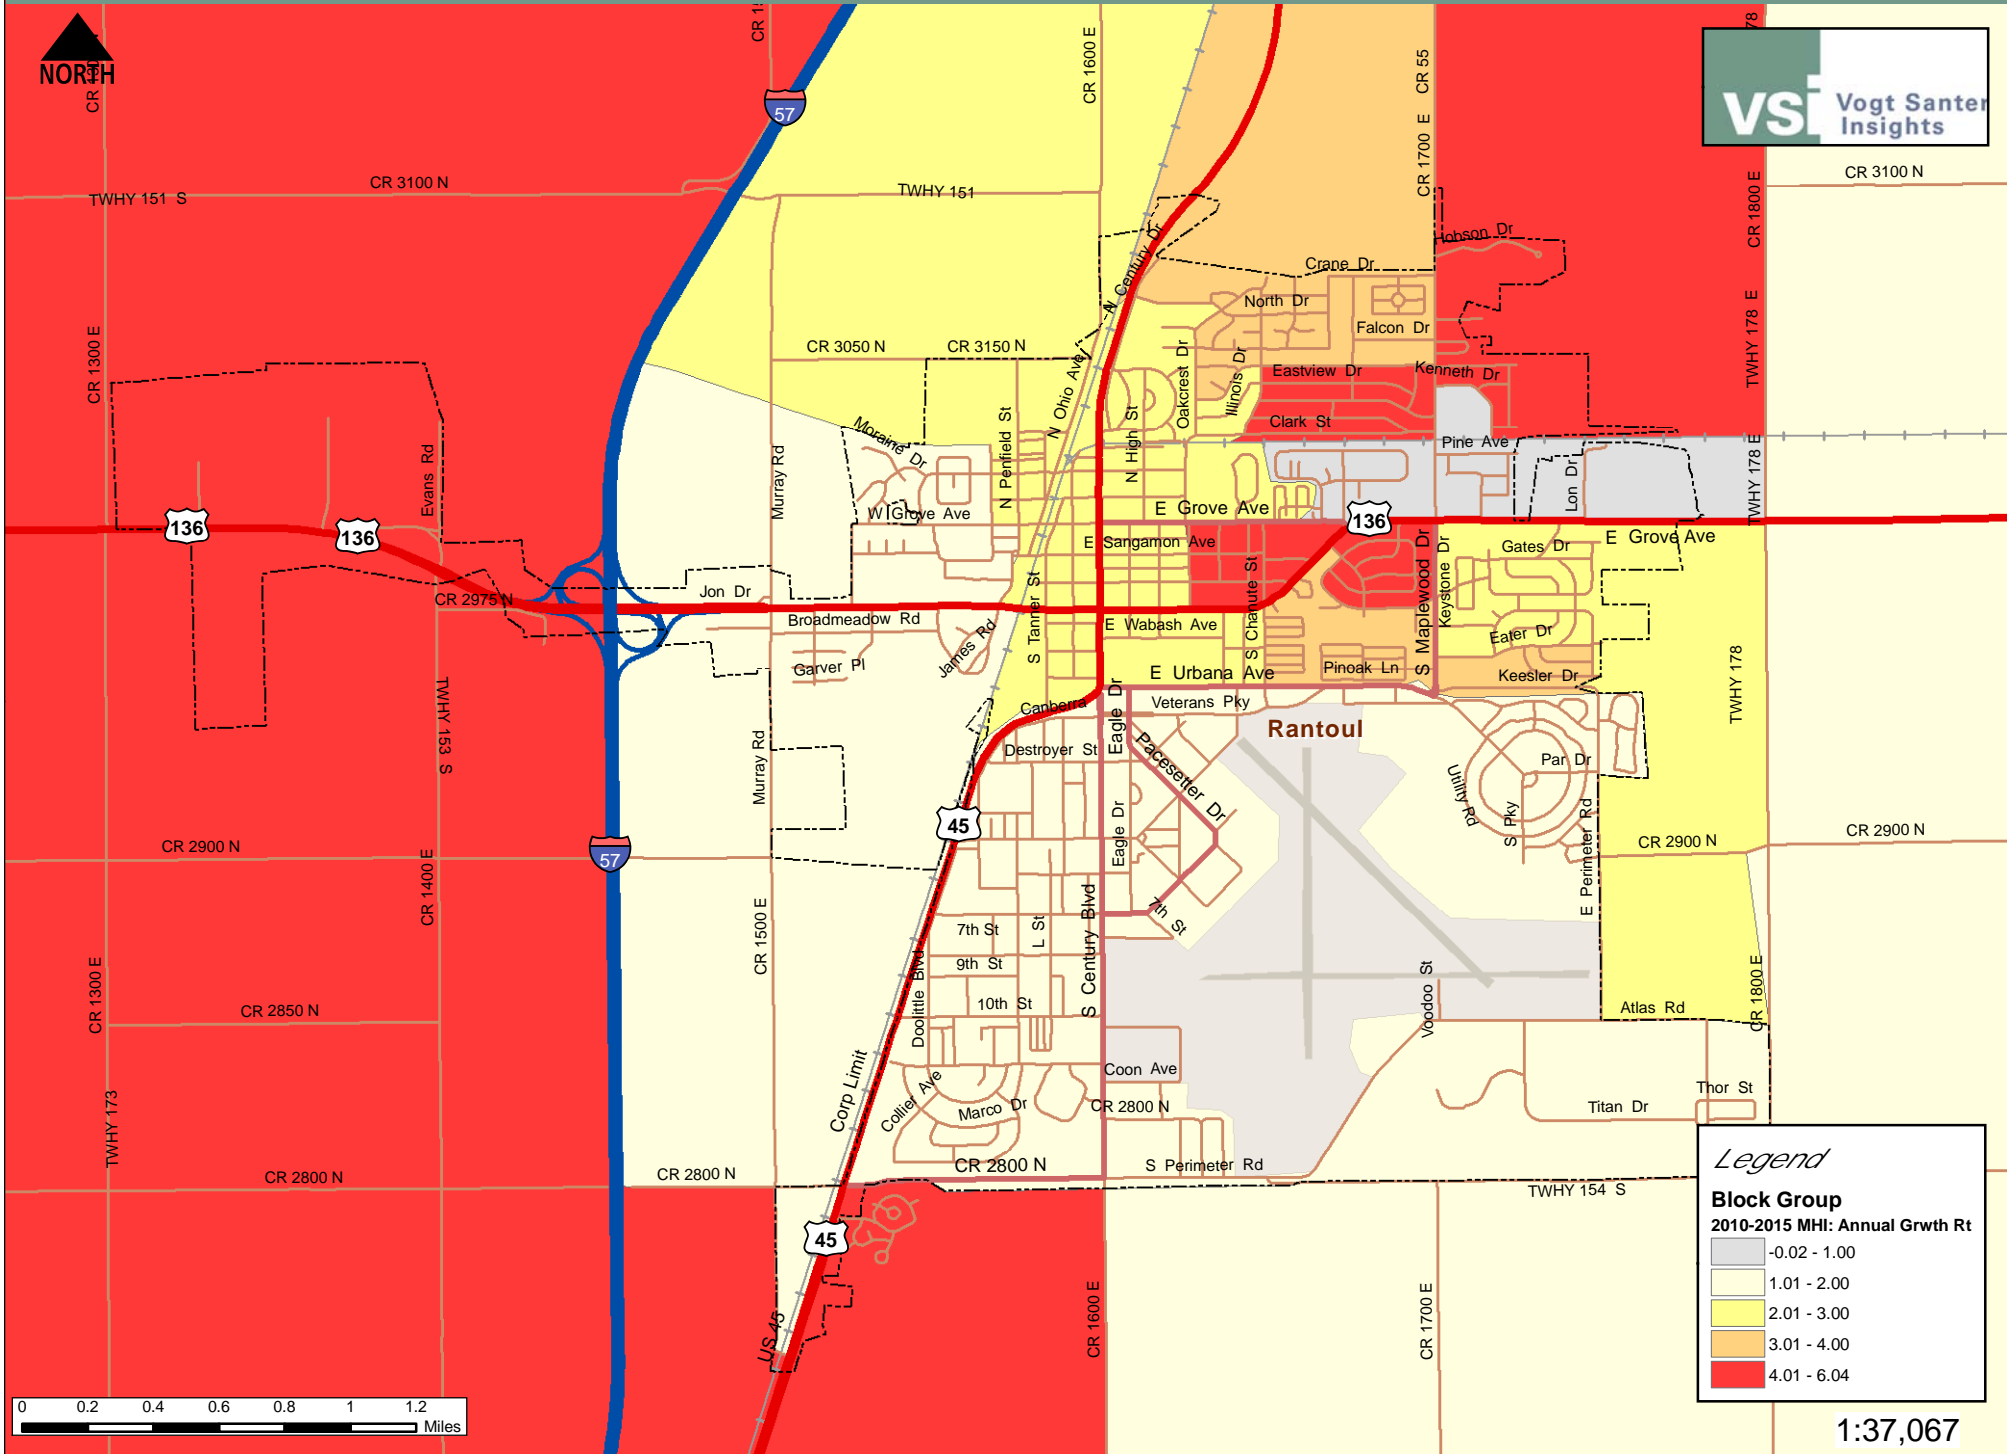 NORTH
vsi Vogt Santer
Insights
CR 1600 E
CR 55
CR 1700 E
CR 1800 E
57
CR 3100 N
TWHY 151 S
TWHY 151
CR 3100 N
Hobson Dr
N Century Dr
Crane Dr
North Dr
Falcon Dr
TWHY 178 E
CR 1300 E
CR 3050 N
CR 3150 N
N Ohio Ave
Oakcrest Dr
Illinois Dr
Eastview Dr
Kenneth Dr
Clark St
Pine Ave
Moraine Dr
N Penfield St
N High St
Evans Rd
Murray Rd
Lon Dr
TWHY 178 E
W Grove Ave
E Grove Ave
136
136
136
E Sangamon Ave
E Grove Ave
Gates Dr
S Maplewood Dr
Keystone Dr
CR 2975 N
Jon Dr
Broadmeadow Rd
S Tanner St
E Wabash Ave
S Chanute St
Eater Dr
Garver Pl
James Rd
E Urbana Ave
Pinoak Ln
Keesler Dr
TWHY 178
TWHY 153 S
Canberra
Eagle Dr
Veterans Pky
Rantoul
Murray Rd
Destroyer St
Pacesetter Dr
Par Dr
Utility Rd
S Pky
E Perimeter Rd
45
Eagle Dr
CR 2900 N
57
CR 2900 N
CR 2900 N
CR 1400 E
CR 1500 E
7th St
7th St
L St
S Century Blvd
9th St
10th St
Doolittle Blvd
Voodoo St
CR 1300 E
CR 2850 N
Atlas Rd
CR 1800 E
Corp Limit
Coon Ave
Collier Ave
Marco Dr
CR 2800 N
Thor St
Titan Dr
TWHY 173
CR 2800 N
CR 2800 N
CR 2800 N
S Perimeter Rd
TWHY 154 S
45
US 45
CR 1600 E
CR 1700 E
Legend
Block Group
2010-2015 MHI: Annual Grwth Rt
-0.02 - 1.00
1.01 - 2.00
2.01 - 3.00
3.01 - 4.00
4.01 - 6.04
0 0.2 0.4 0.6 0.8 1 1.2
Miles
1:37,067